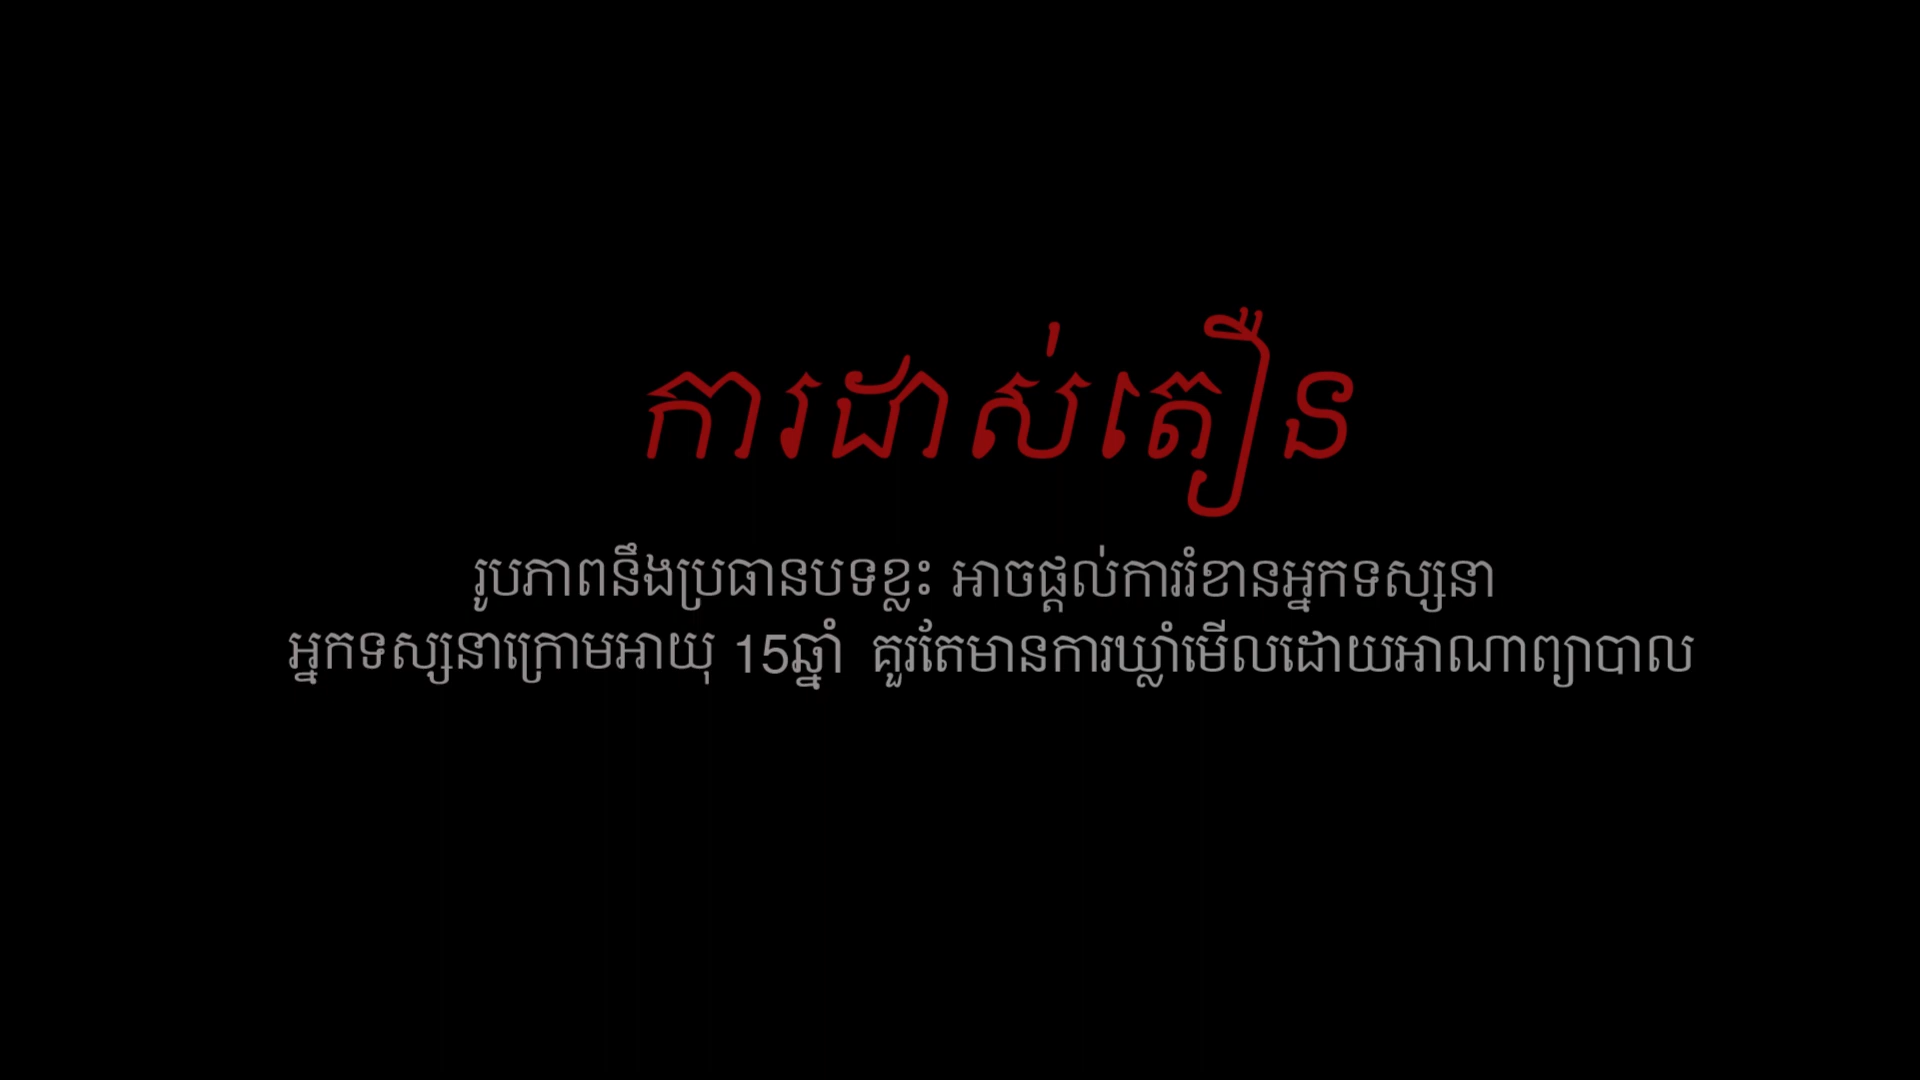 ការដាស់តឿន
រូបភាពនឹងប្រធានបទខ្លះ អាចផ្តល់ការរំខានអ្នកទស្សនា
អ្នកទស្សនាក្រោមអាយុ 15ឆ្នាំ គួរតែមានការឃ្លាំមើលដោយអាណាព្យាបាល